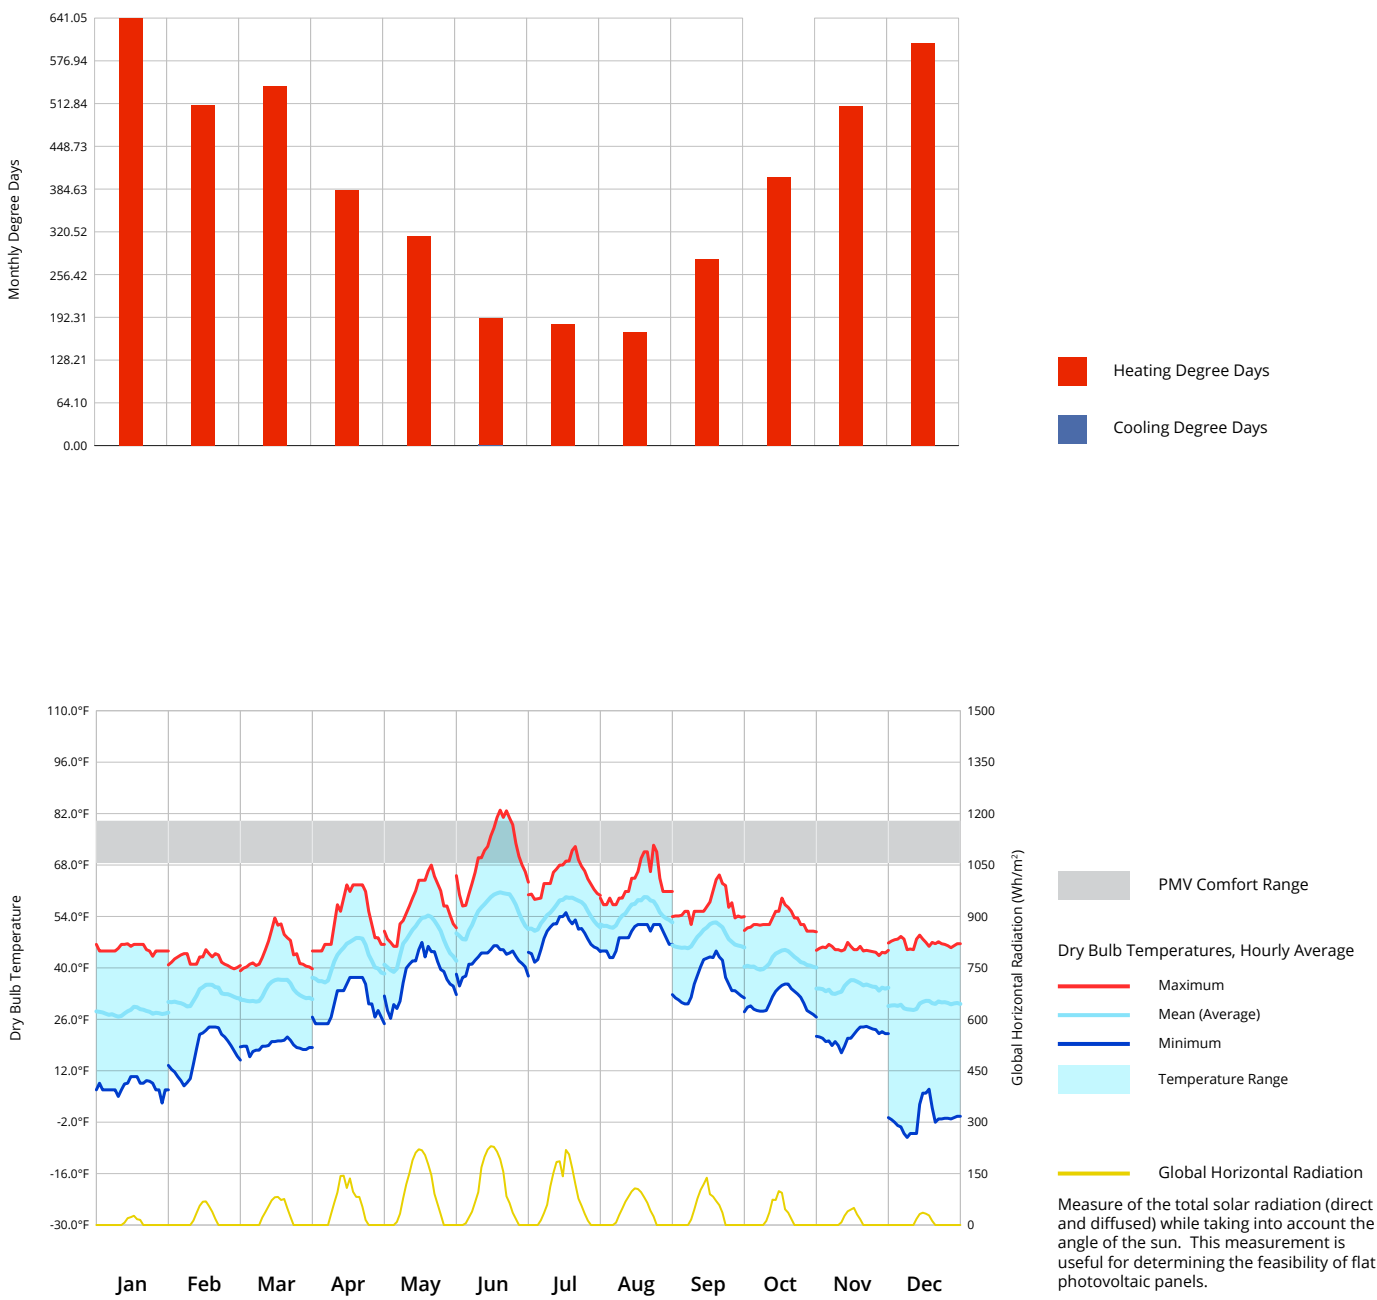 641.05
576.94
512.84
448.73
384.63
320.52
256.42
192.31
128.21
64.10
0.00
Monthly Degree Days
Heating Degree Days
Cooling Degree Days
110.0°F
96.0°F
82.0°F
68.0°F
54.0°F
40.0°F
26.0°F
12.0°F
-2.0°F
-16.0°F
-30.0°F
Dry Bulb Temperature
1500
1350
1200
1050
900
750
600
450
300
150
0
Global Horizontal Radiation (Wh/m²)
Jan Feb Mar Apr May Jun Jul Aug Sep Oct Nov Dec
PMV Comfort Range
Dry Bulb Temperatures, Hourly Average
Maximum
Mean (Average)
Minimum
Temperature Range
Global Horizontal Radiation
Measure of the total solar radiation (direct
and diffused) while taking into account the
angle of the sun.  This measurement is
useful for determining the feasibility of flat
photovoltaic panels.